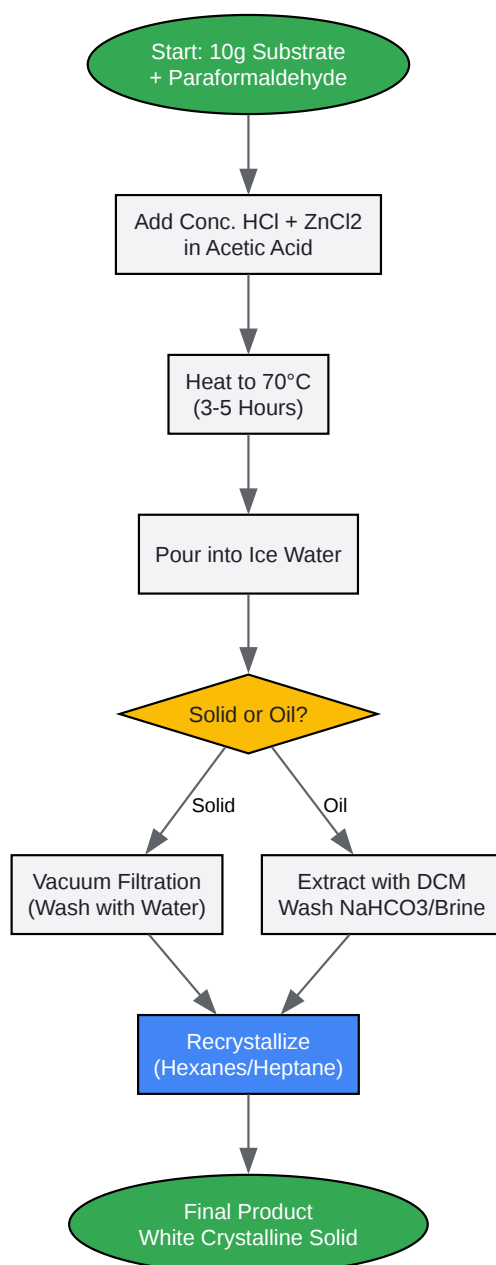 Start: 10g Substrate
+ Paraformaldehyde
Add Conc. HCl + ZnCl2
in Acetic Acid
Heat to 70°C
(3-5 Hours)
Pour into Ice Water
Solid or Oil?
Solid
Oil
Vacuum Filtration
(Wash with Water)
Extract with DCM
Wash NaHCO3/Brine
Recrystallize
(Hexanes/Heptane)
Final Product
White Crystalline Solid